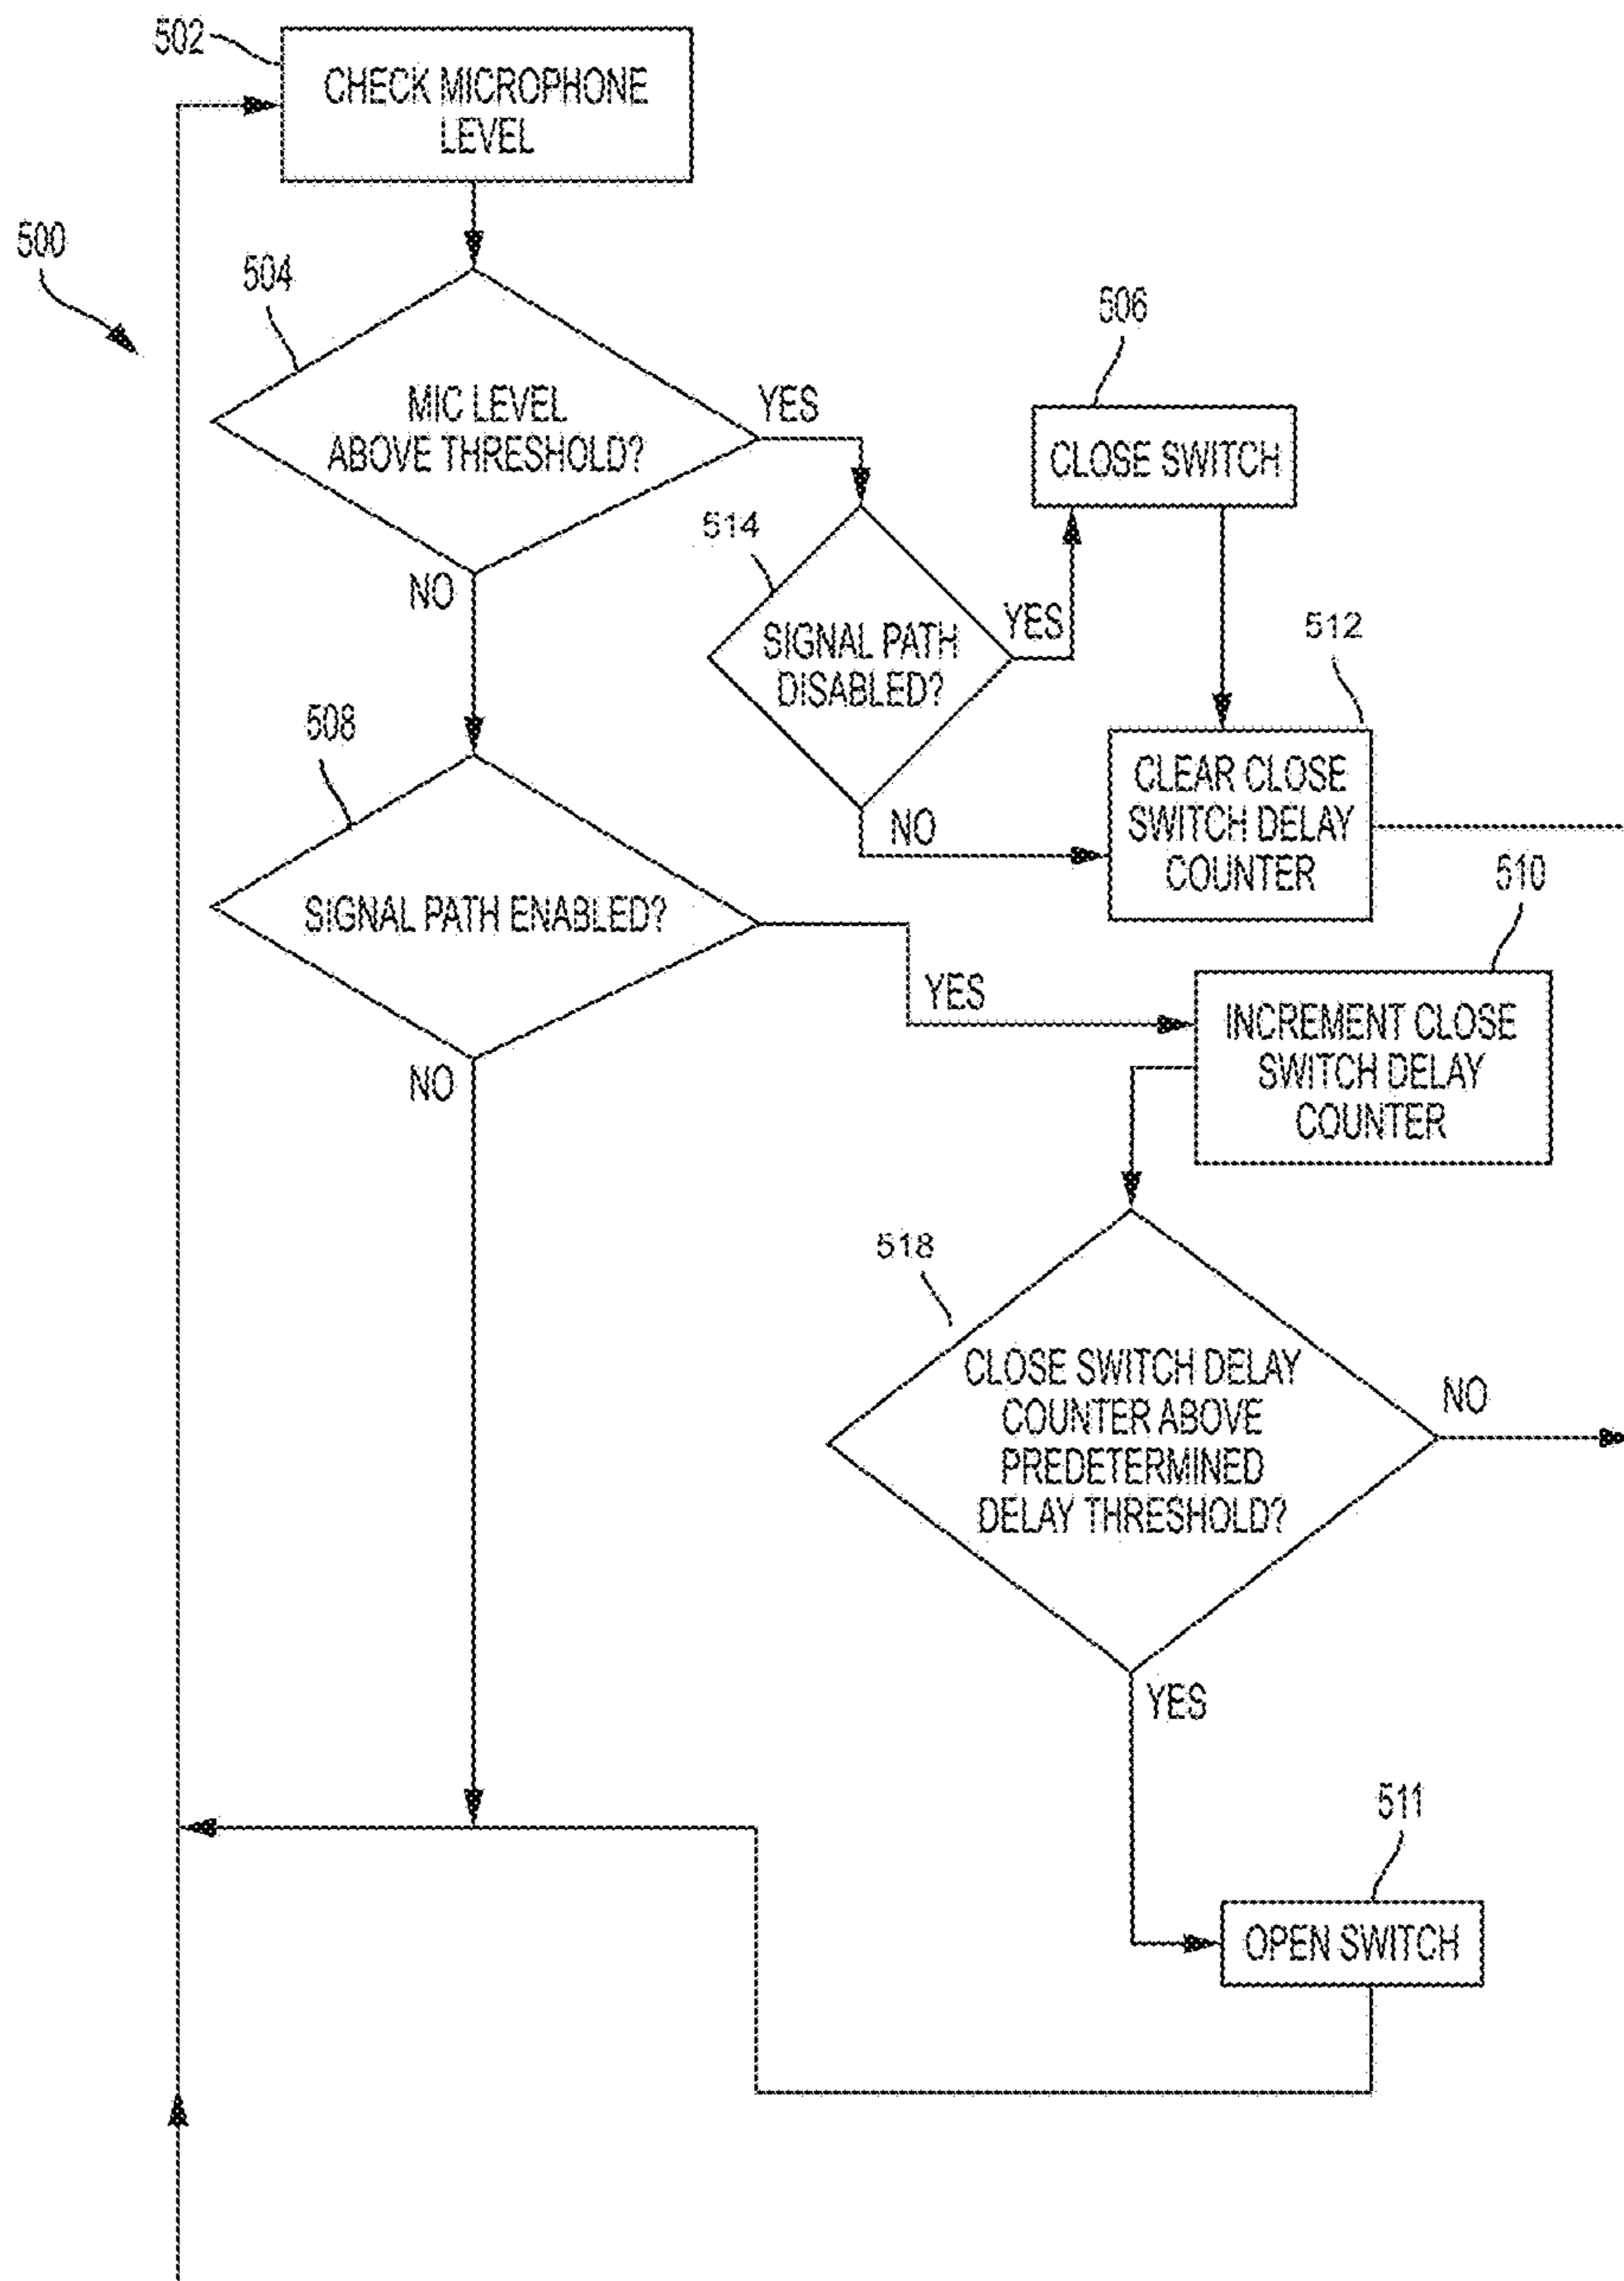 502
CHECK MICROPHONE
LEVEL
500
504
MIC LEVEL
ABOVE THRESHOLD?
YES
NO
506
CLOSE SWITCH
514
SIGNAL PATH
DISABLED?
YES
NO
512
CLEAR CLOSE
SWITCH DELAY
COUNTER
508
SIGNAL PATH ENABLED?
YES
NO
510
INCREMENT CLOSE
SWITCH DELAY
COUNTER
518
CLOSE SWITCH DELAY
COUNTER ABOVE
PREDETERMINED
DELAY THRESHOLD?
NO
YES
511
OPEN SWITCH